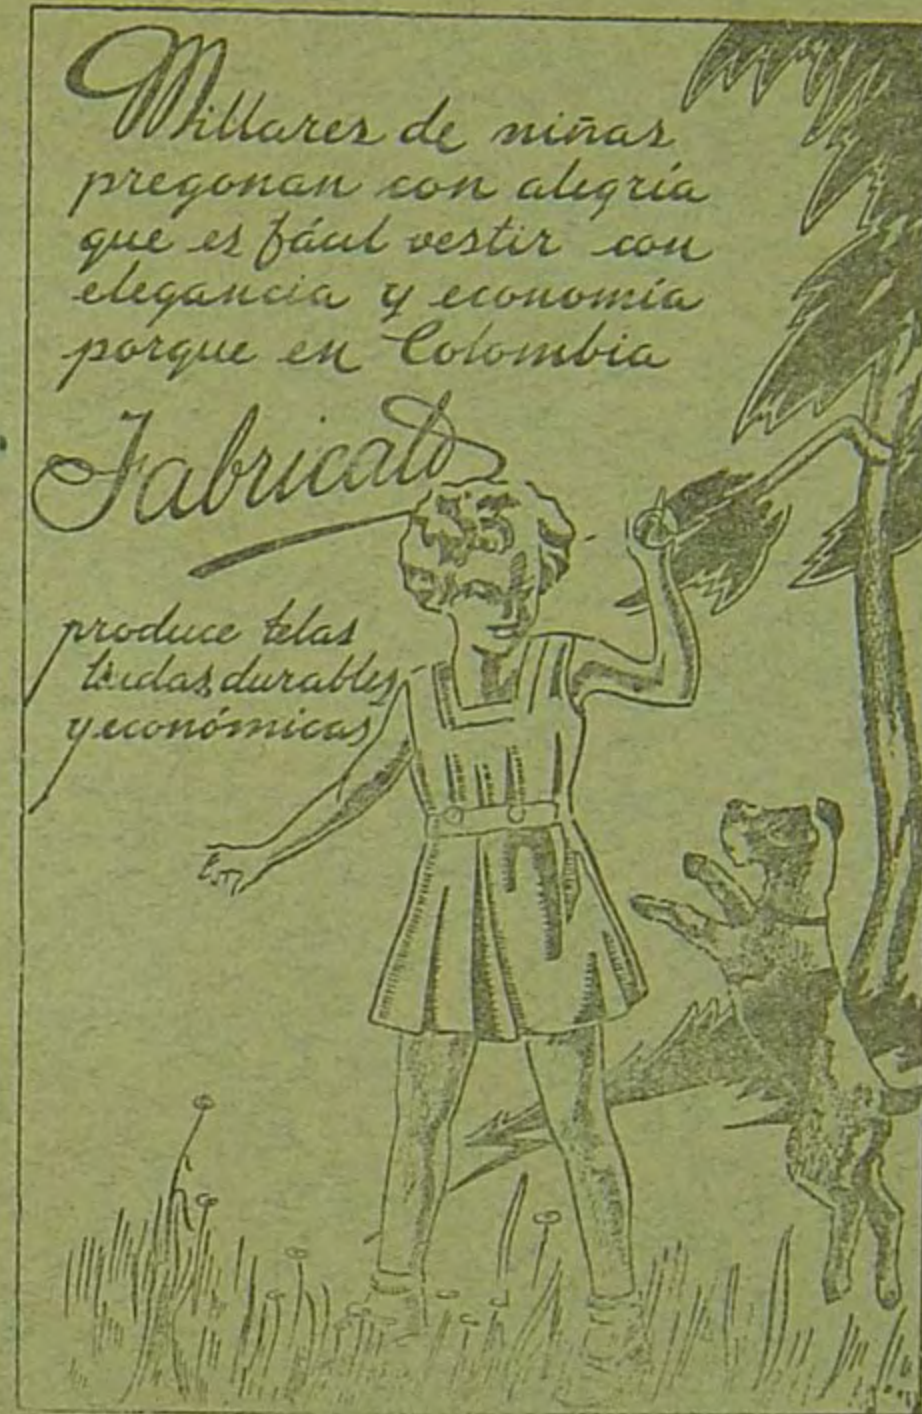 Millares de niñas
pregonan con alegría
que es fácil vestir con
elegancia y economía
porque en Colombia
Fabricato
produce telas
lindas, durables
y económicas